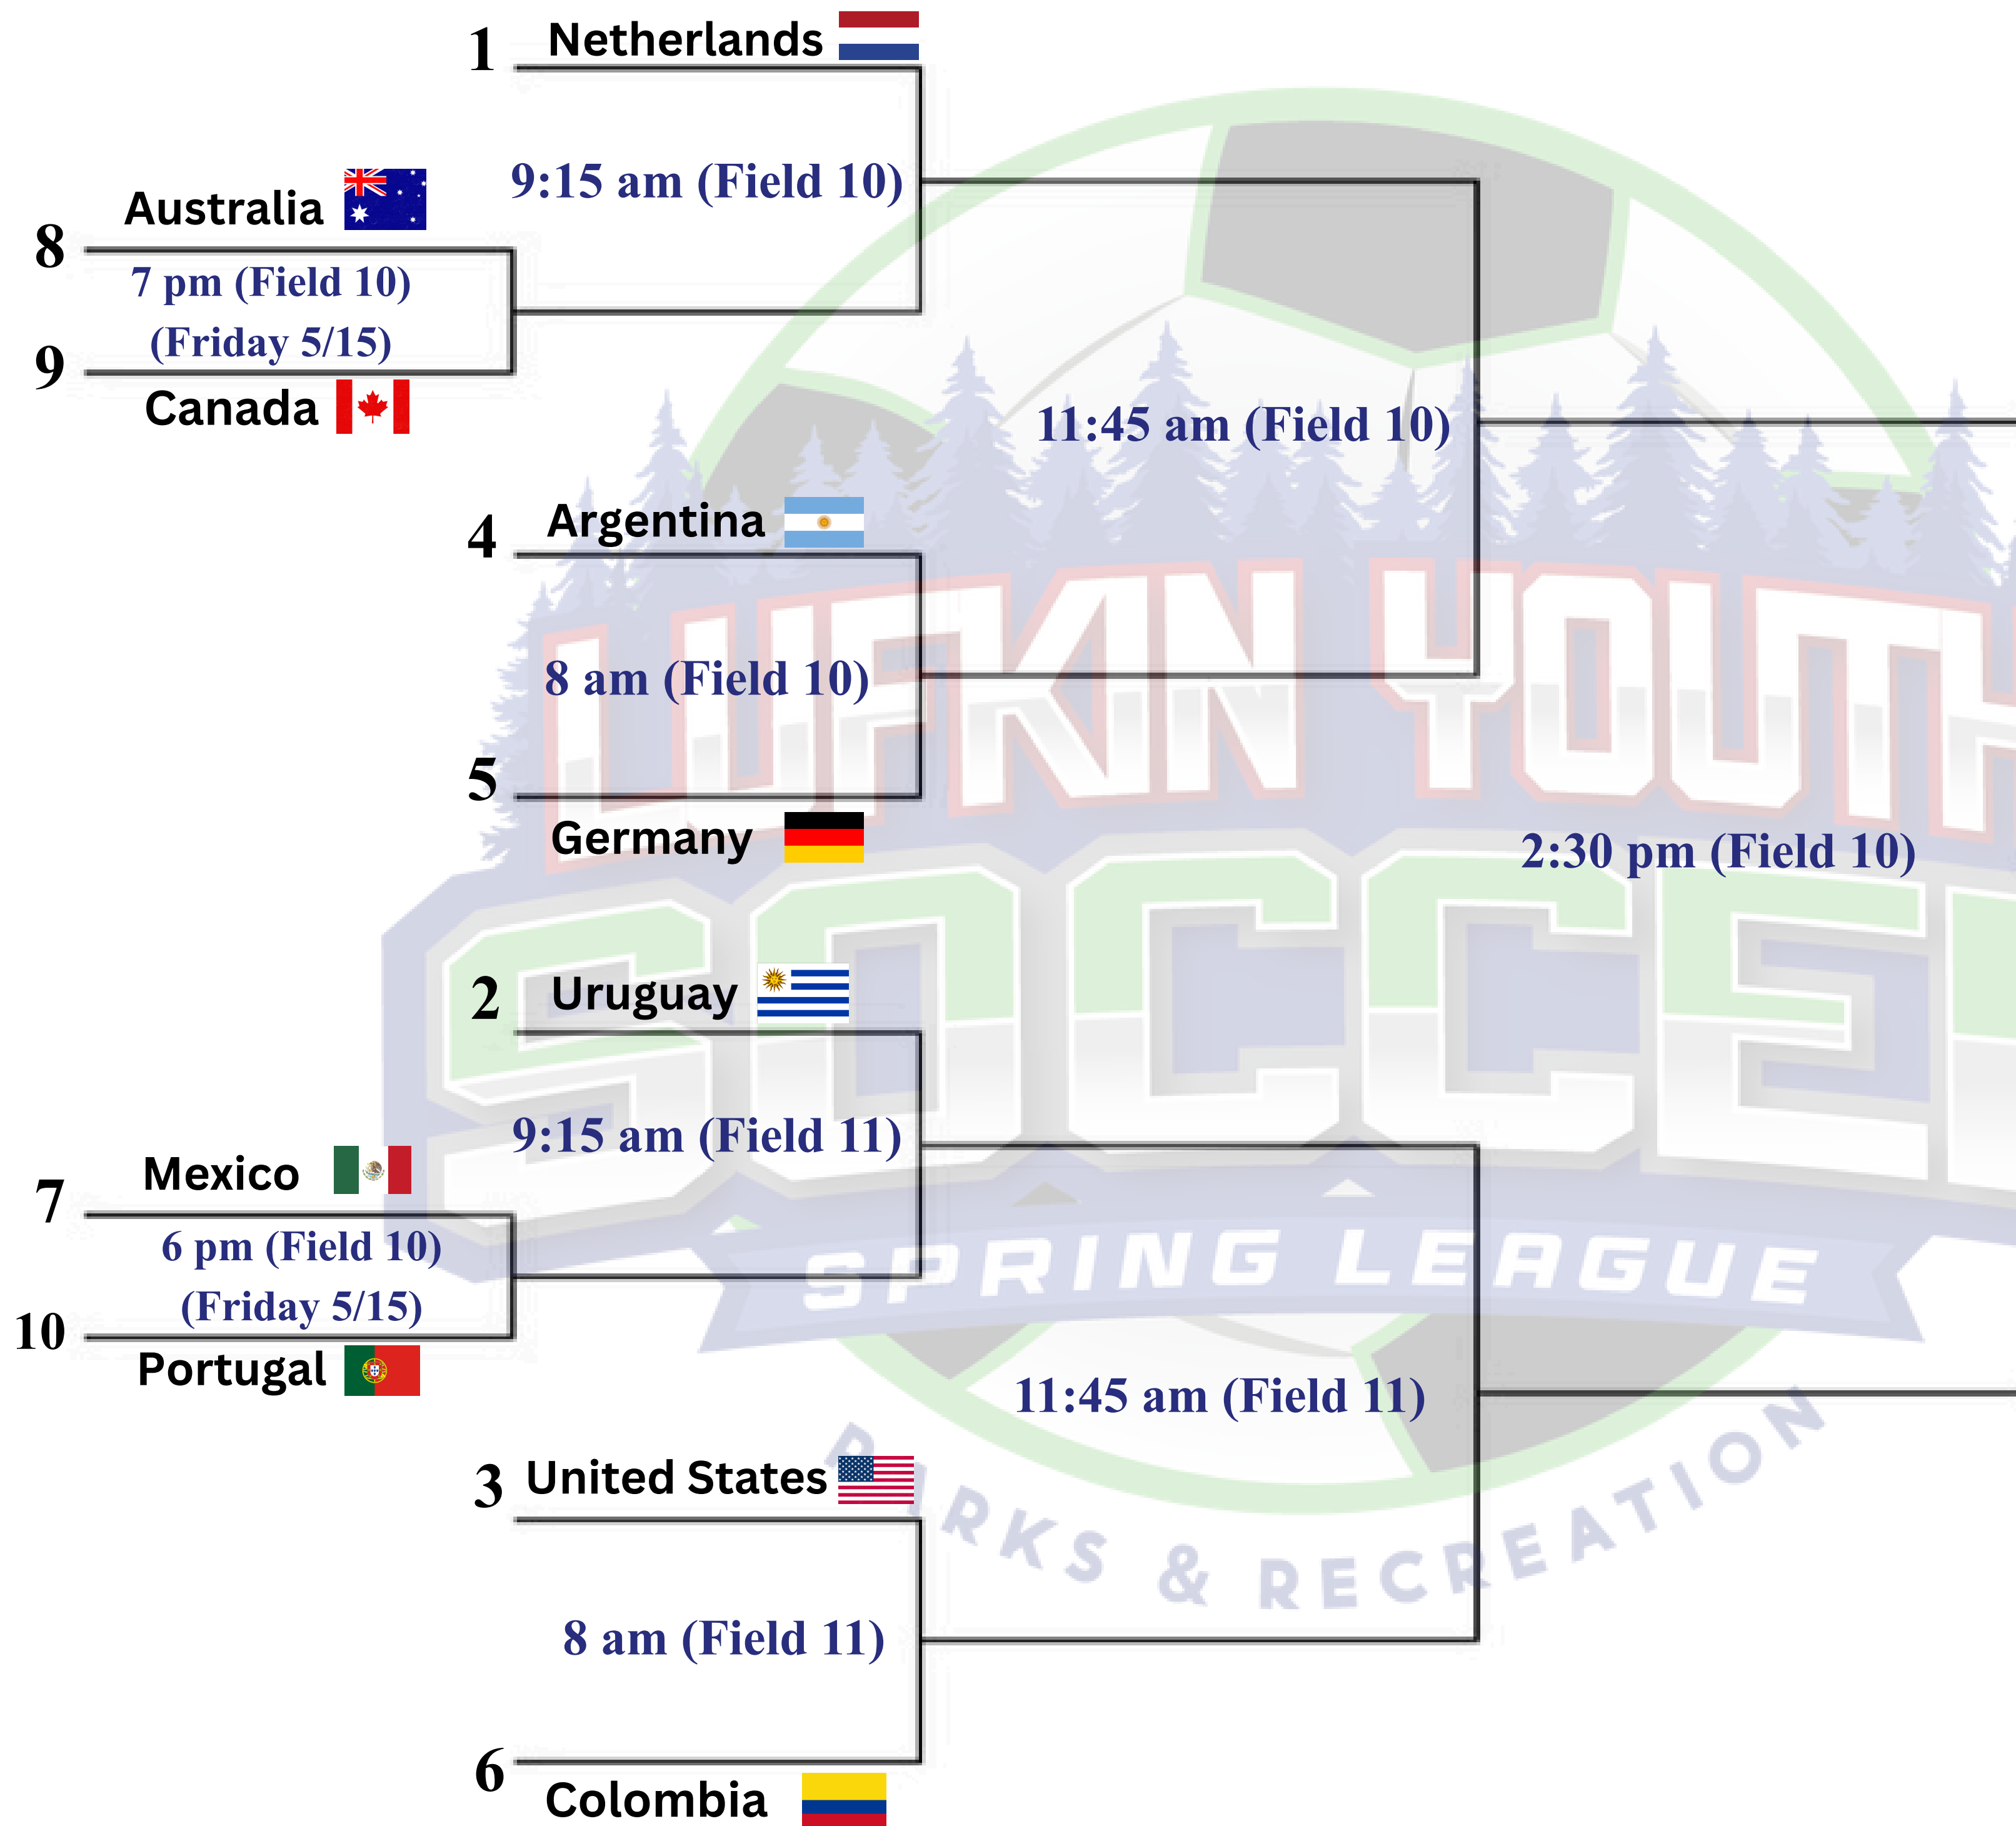 1 Netherlands
9:15 am (Field 10)
Australia
8
7 pm (Field 10)
(Friday 5/15)
9
Canada
11:45 am (Field 10)
4 Argentina
8 am (Field 10)
5
Germany
2:30 pm (Field 10)
2 Uruguay
9:15 am (Field 11)
Mexico
7
6 pm (Field 10)
(Friday 5/15)
10
Portugal
11:45 am (Field 11)
3 United States
8 am (Field 11)
6
Colombia
LUFKIN YOUTH
SOCCE
SPRING LEAGUE
PARKS & RECREATION